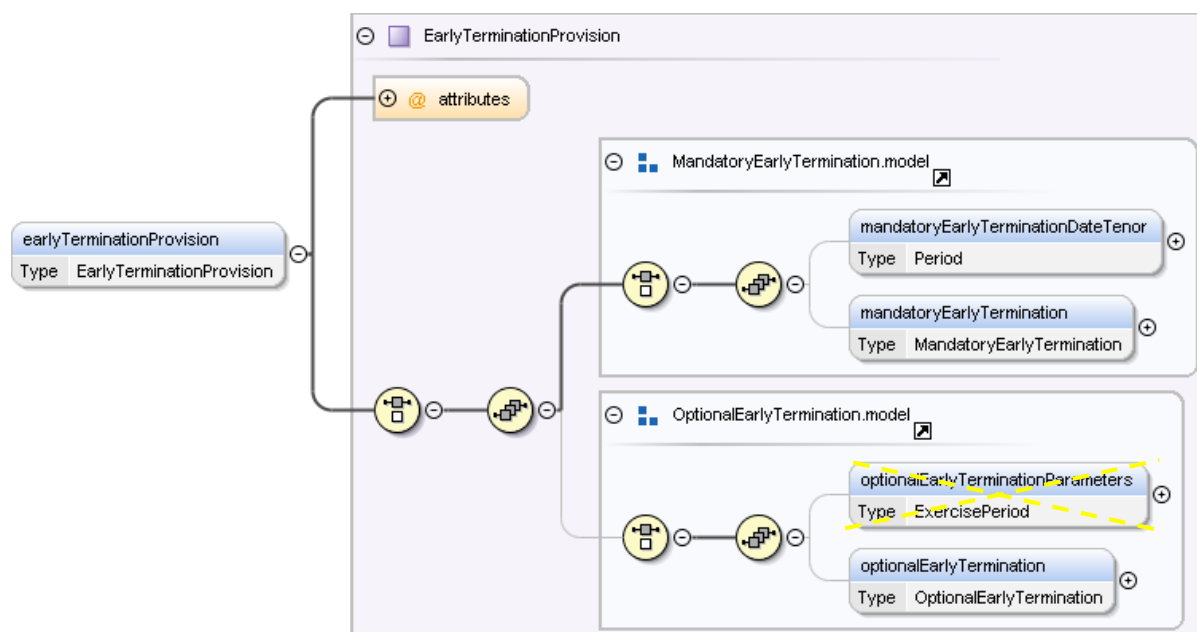 EarlyTerminationProvision
@ attributes
MandatoryEarlyTermination.model
mandatoryEarlyTerminationDateTenor
Type Period
earlyTerminationProvision
Type EarlyTerminationProvision
mandatoryEarlyTermination
Type MandatoryEarlyTermination
OptionalEarlyTermination.model
optionalEarlyTerminationParameters
Type ExercisePeriod
optionalEarlyTermination
Type OptionalEarlyTermination